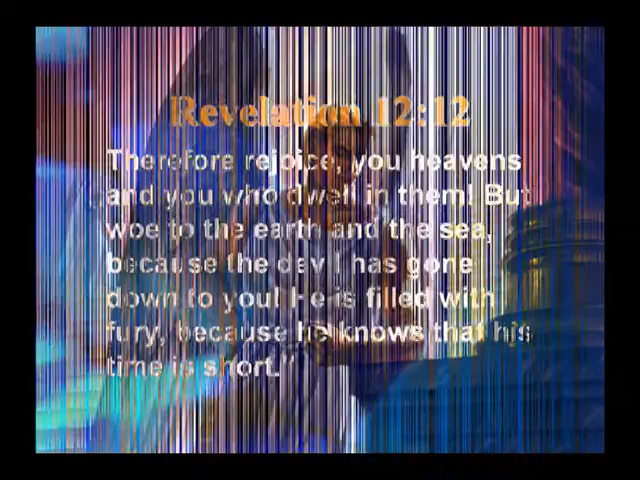 Revelation 12:12
Therefore rejoice, you heavens
and you who dwell in them! But
woe to the earth and the sea,
because the devil has gone
down to you! He is filled with
fury, because he knows that his
time is short.”